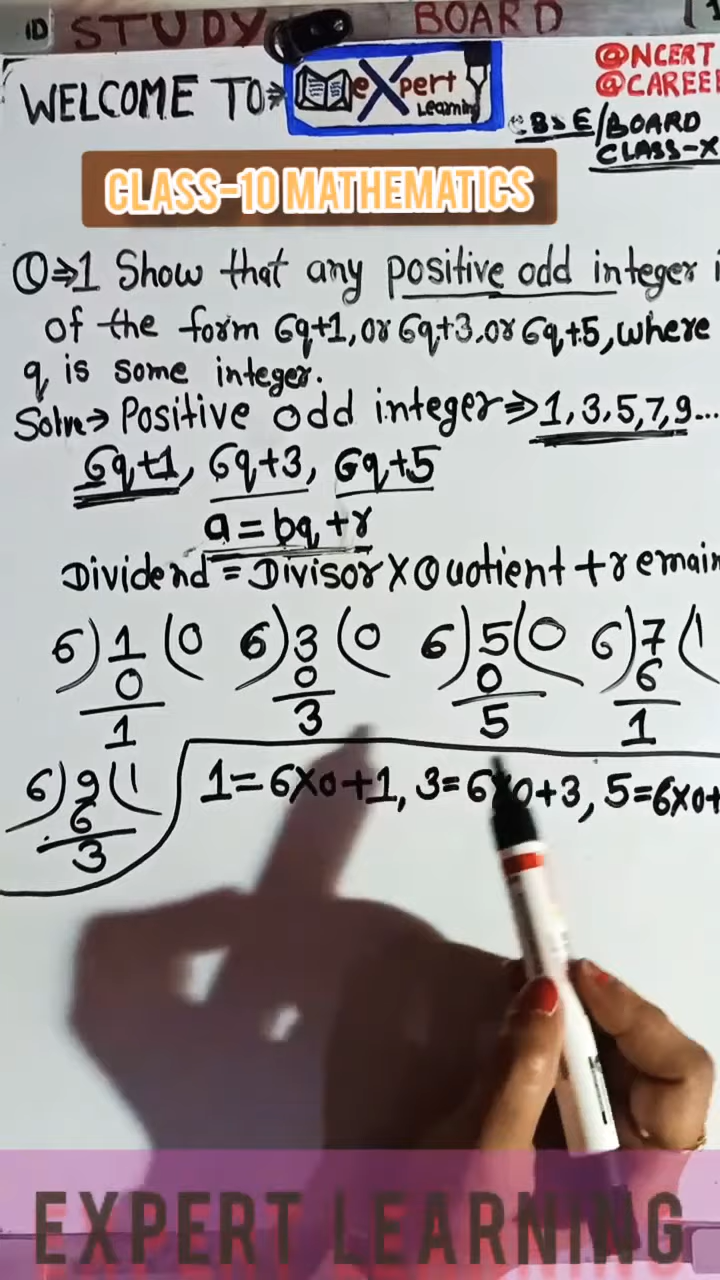 STUDY BOARD
WELCOME TO⇒ eXpert Learning
@NCERT
@CAREE
CBSE/BOARD
CLASS-X
CLASS-10 MATHEMATICS
Q⇒1 Show that any positive odd integer i
of the form 6q+1, or 6q+3, or 6q+5, where
q is some integer.
Solve→ Positive odd integer⇒1,3,5,7,9...
6q+1, 6q+3, 6q+5
a = bq + r
Dividend = Divisor × Quotient + remain
6)1(0 6)3(0 6)5(0 6)7(1
0 0 0 6
1 3 5 1
6)9(1 1=6×0+1, 3=6×0+3, 5=6×0+
6
3
EXPERT LEARNING